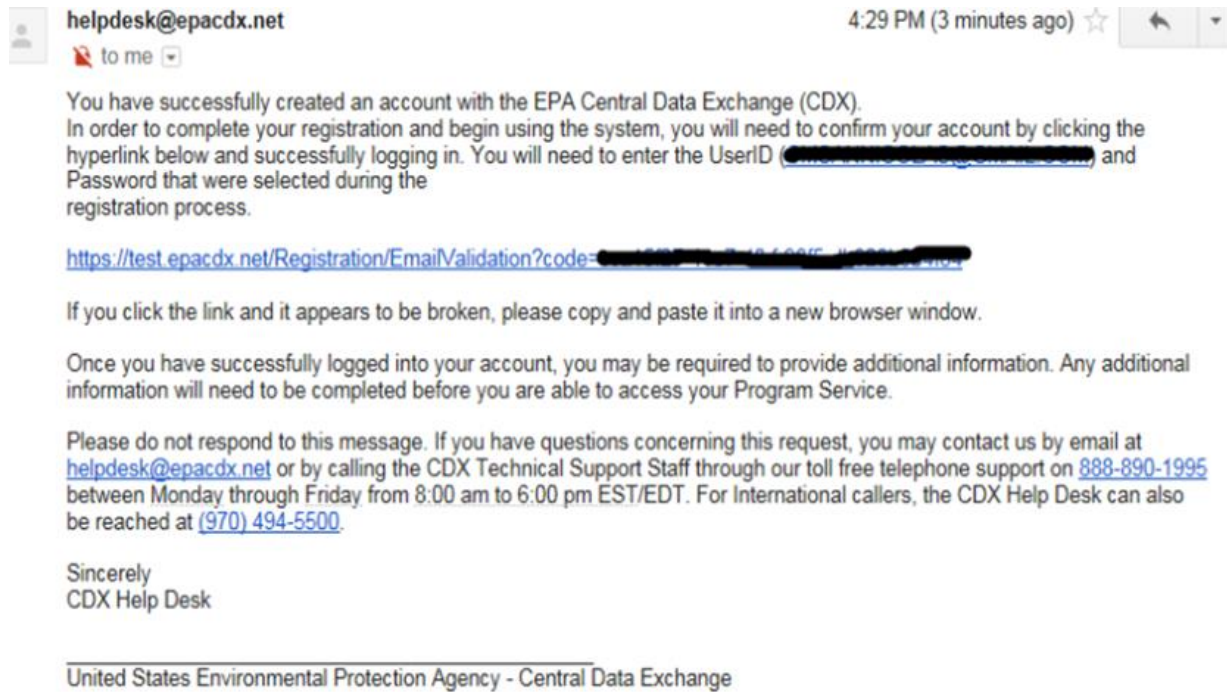 helpdesk@epacdx.net
4:29 PM (3 minutes ago)
to me
You have successfully created an account with the EPA Central Data Exchange (CDX).
In order to complete your registration and begin using the system, you will need to confirm your account by clicking the
hyperlink below and successfully logging in. You will need to enter the UserID ( ) and
Password that were selected during the
registration process.
https://test.epacdx.net/Registration/EmailValidation?code=
If you click the link and it appears to be broken, please copy and paste it into a new browser window.
Once you have successfully logged into your account, you may be required to provide additional information. Any additional
information will need to be completed before you are able to access your Program Service.
Please do not respond to this message. If you have questions concerning this request, you may contact us by email at
helpdesk@epacdx.net or by calling the CDX Technical Support Staff through our toll free telephone support on 888-890-1995
between Monday through Friday from 8:00 am to 6:00 pm EST/EDT. For International callers, the CDX Help Desk can also
be reached at (970) 494-5500.
Sincerely
CDX Help Desk
United States Environmental Protection Agency - Central Data Exchange